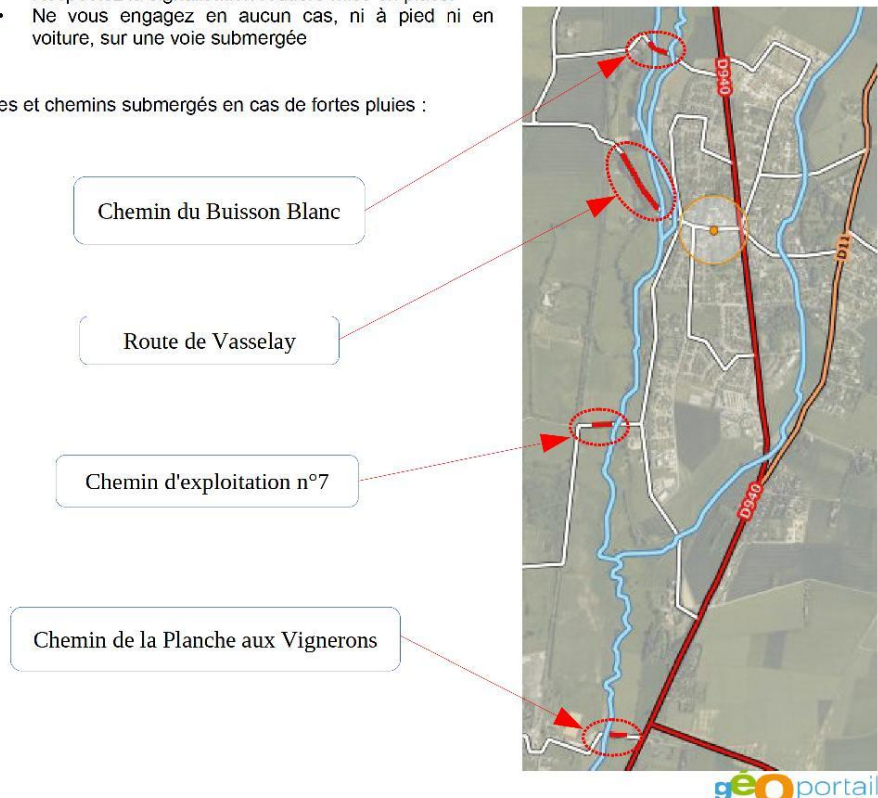 • Ne vous engagez en aucun cas, ni à pied ni en
voiture, sur une voie submergée
es et chemins submergés en cas de fortes pluies :
Chemin du Buisson Blanc
Route de Vasselay
Chemin d'exploitation n°7
Chemin de la Planche aux Vignerons
D940
D11
D940
géoportail